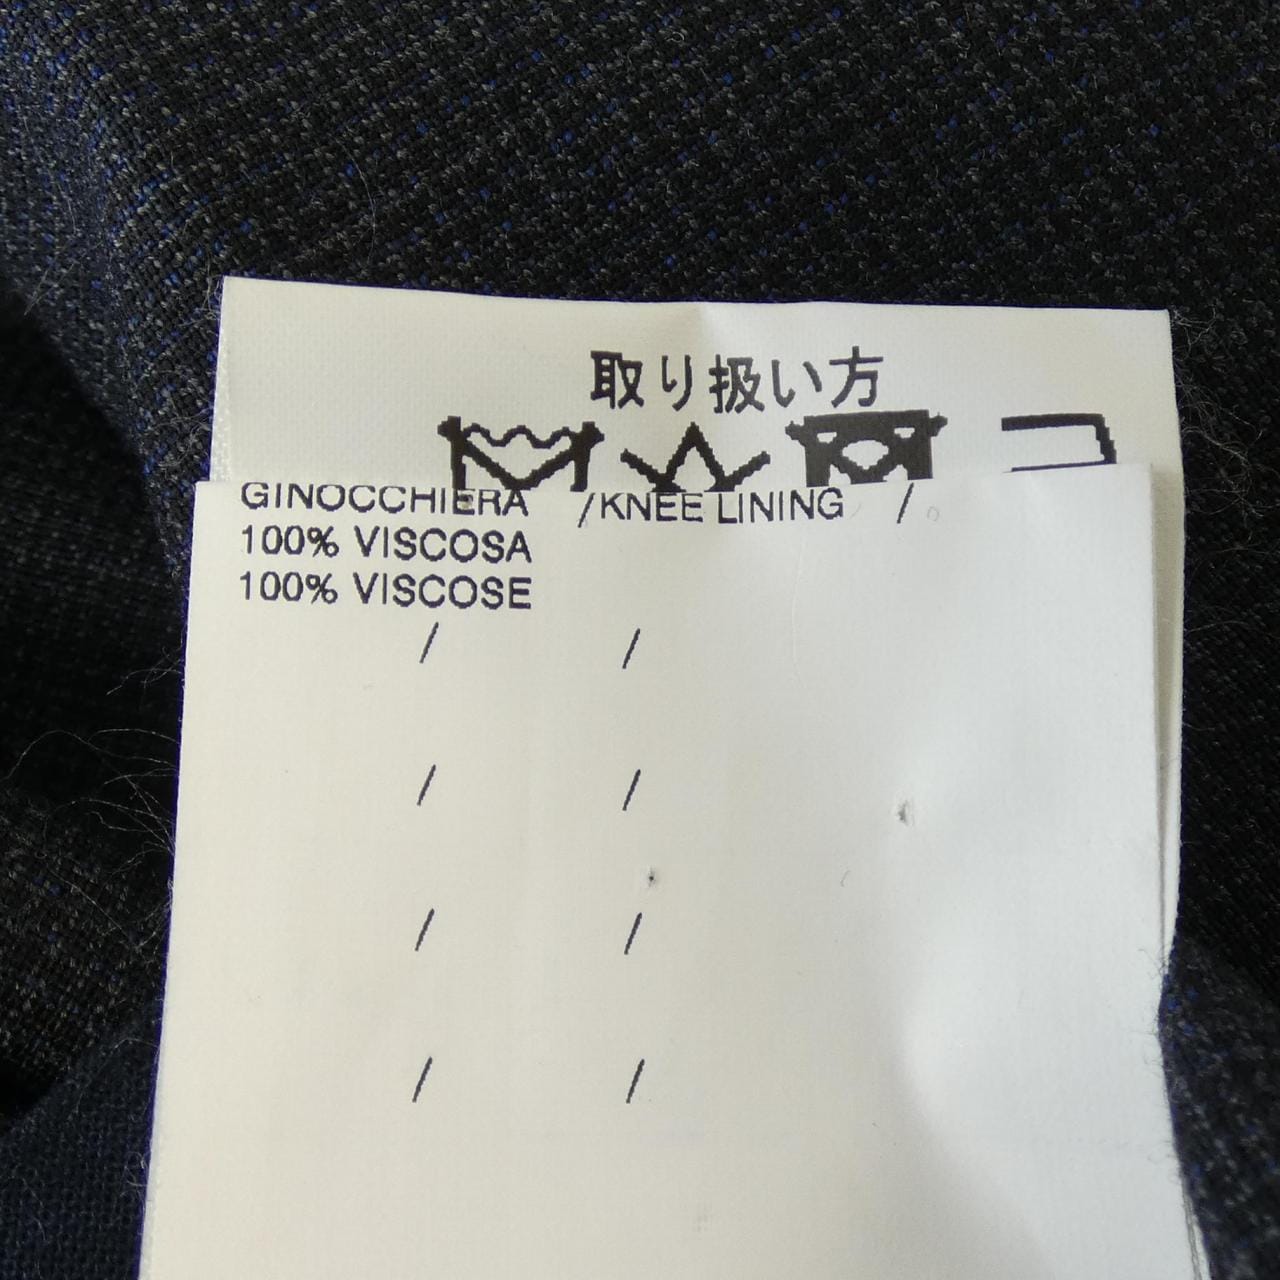 取り扱い方
GINOCCHIERA /KNEE LINING /
100% VISCOSA
100% VISCOSE
/ /
/ /
/ /
/ /